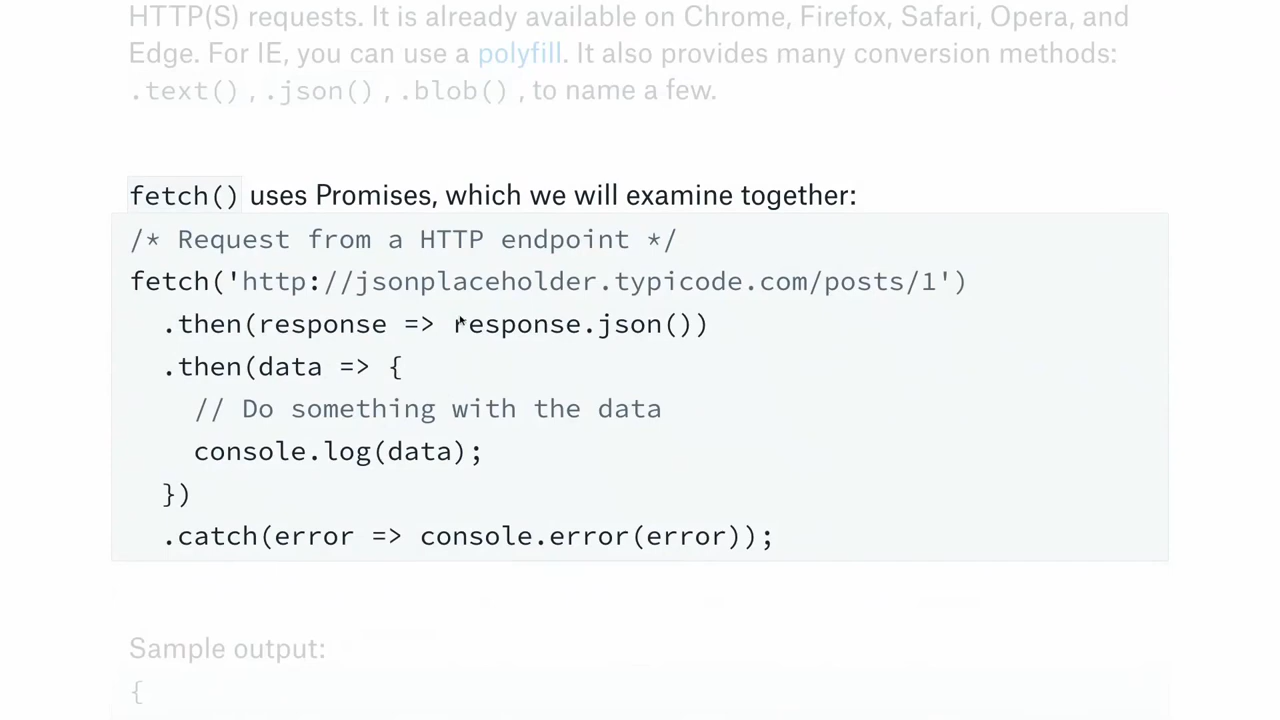 HTTP(S) requests. It is already available on Chrome, Firefox, Safari, Opera, and
Edge. For IE, you can use a polyfill. It also provides many conversion methods:
.text(), .json(), .blob(), to name a few.
fetch() uses Promises, which we will examine together:
/* Request from a HTTP endpoint */
fetch('http://jsonplaceholder.typicode.com/posts/1')
  .then(response => response.json())
  .then(data => {
    // Do something with the data
    console.log(data);
  })
  .catch(error => console.error(error));
Sample output:
{